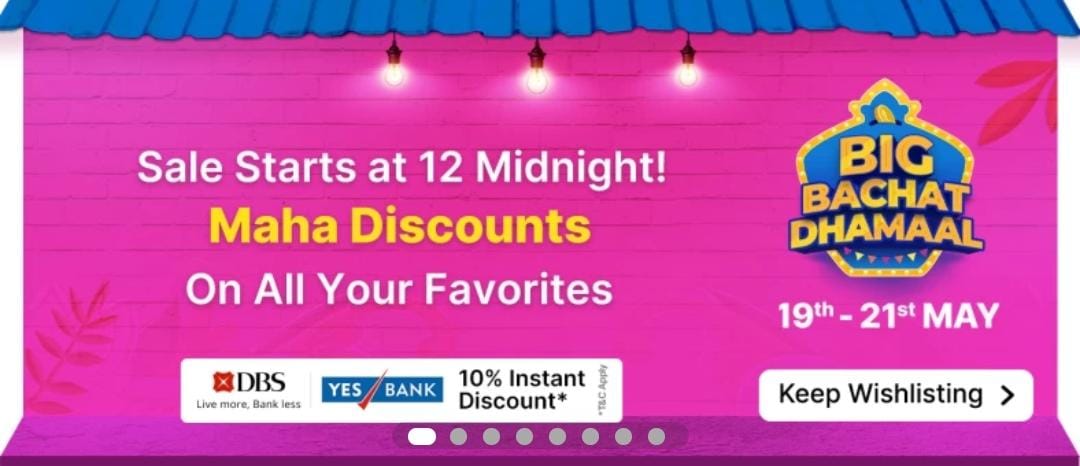 Sale Starts at 12 Midnight!
Maha Discounts
On All Your Favorites
BIG
BACHAT
DHAMAAL
19th - 21st MAY
DBS
Live more, Bank less
YES BANK
10% Instant
Discount*
*T&C Apply
Keep Wishlisting